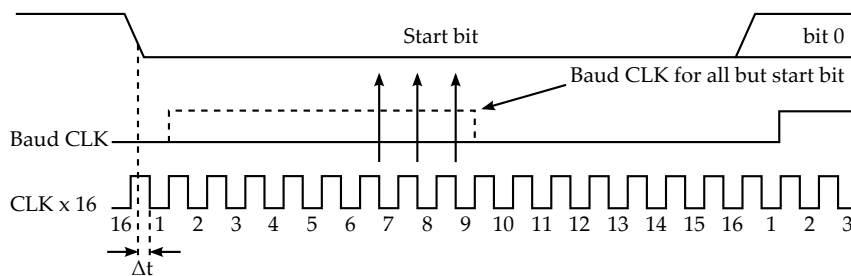 Start bit
bit 0
Baud CLK for all but start bit
Baud CLK
CLK x 16
16 1 2 3 4 5 6 7 8 9 10 11 12 13 14 15 16 1 2 3
Δt